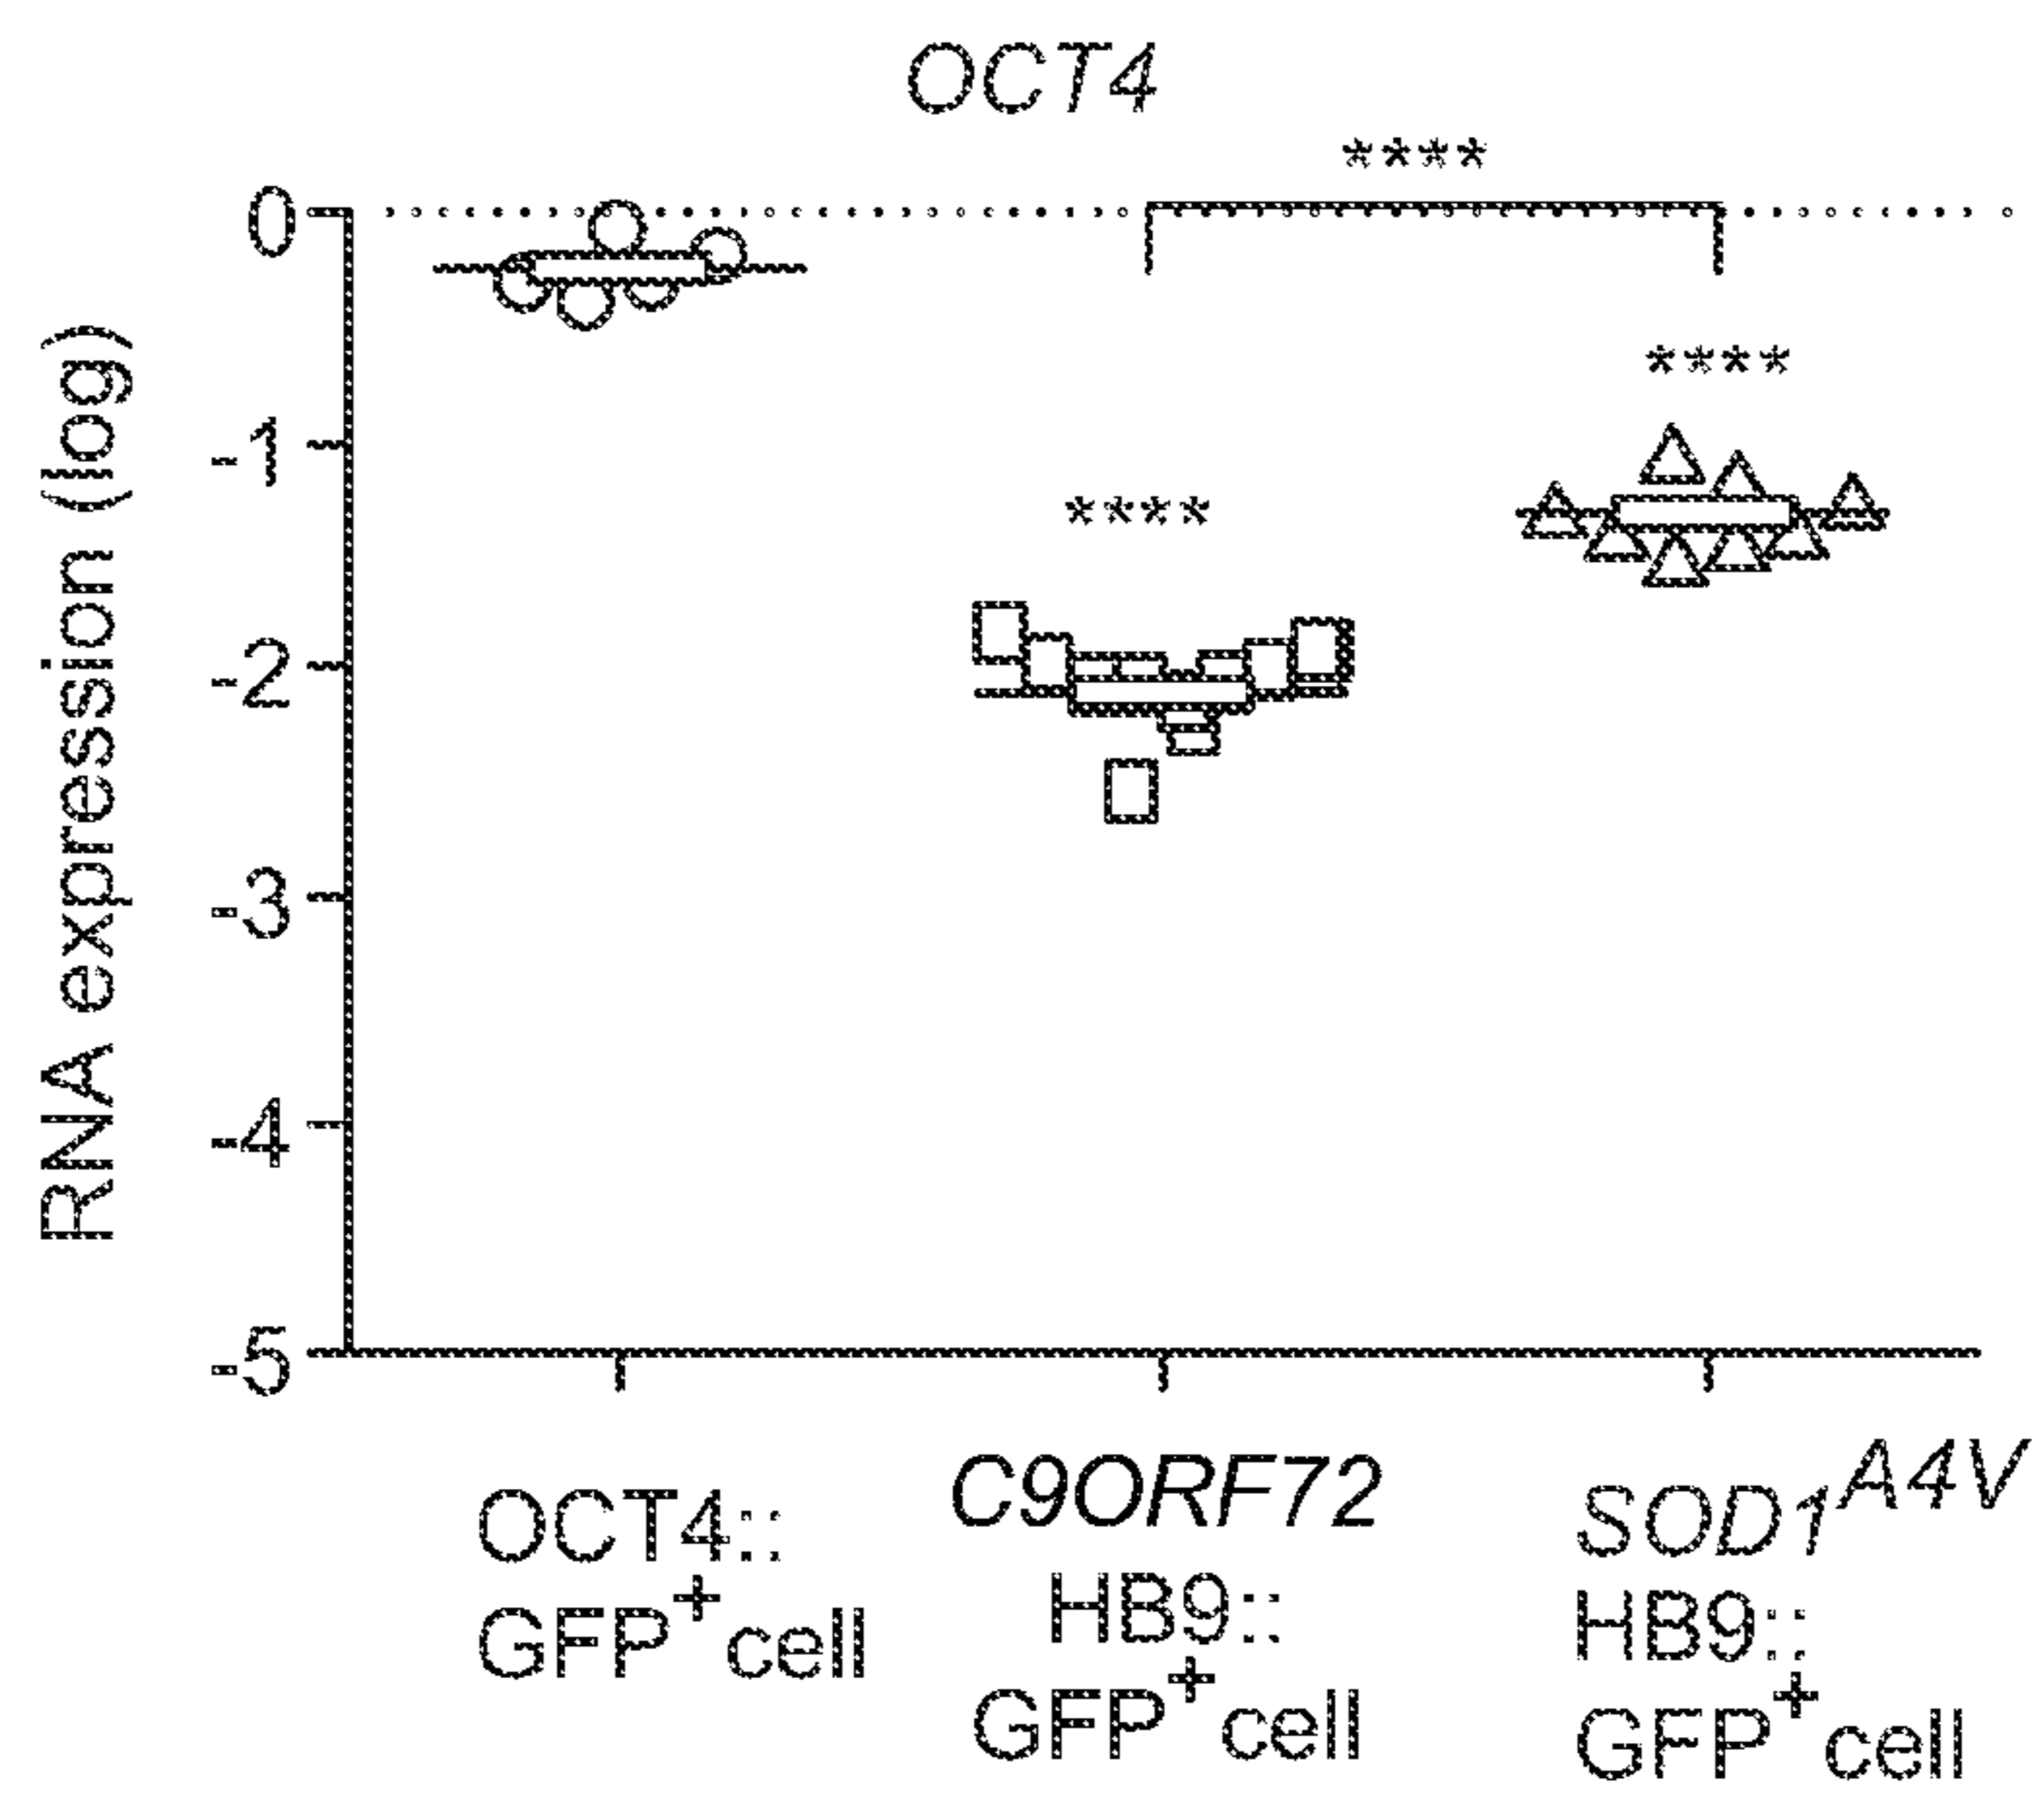 OCT4
****
0
****
-1
****
-2
-3
-4
-5
RNA expression (log)
OCT4::
GFP⁺cell
C9ORF72
HB9::
GFP⁺cell
SOD1ᴬ⁴ⱽ
HB9::
GFP⁺cell